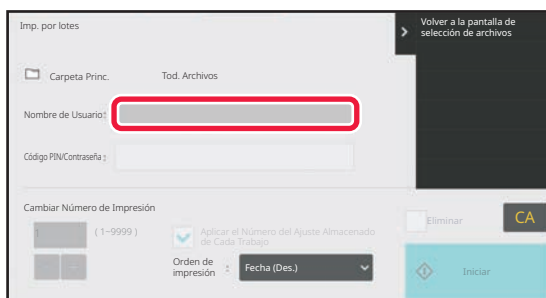 Imp. por lotes
Volver a la pantalla de
selección de archivos
Carpeta Princ.
Tod. Archivos
Nombre de Usuario:
Código PIN/Contraseña :
Cambiar Número de Impresión
1
( 1~9999 )
Aplicar el Número del Ajuste Almacenado
de Cada Trabajo
Orden de
impresión :
Fecha (Des.)
Eliminar
CA
Iniciar